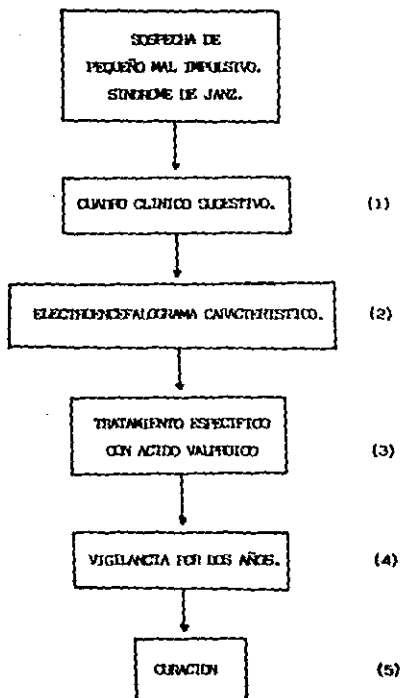 SOSPECHA DE
PEQUEÑO MAL IMPULSIVO.
SINDROME DE JANZ.
CUADRO CLINICO SUGESTIVO. (1)
ELECTROENCEFALOGRAMA CARACTERISTICO. (2)
TRATAMIENTO ESPECIFICO
CON ACIDO VALPROICO (3)
VIGILANCIA POR DOS AÑOS. (4)
CURACION (5)